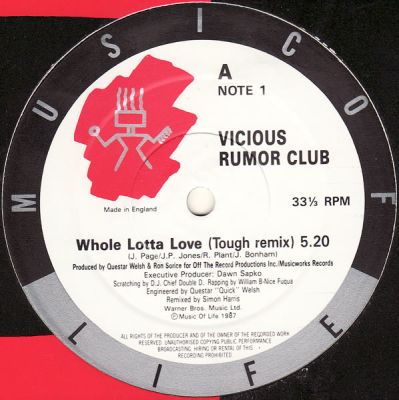 MUSIC OF LIFE
A
NOTE 1
VICIOUS
RUMOR CLUB
Made in England
33⅓ RPM
Whole Lotta Love (Tough remix) 5.20
(J. Page/J.P. Jones/R. Plant/J. Bonham)
Produced by Questar Welsh & Ron Sorice for Off The Record Productions Inc./Musicworks Records
Executive Producer: Dawn Sapko
Scratching by D.J. Chief Double D. Rapping by William B-Nice Fuqua
Engineered by Questar "Quick" Welsh
Remixed by Simon Harris
Warner Bros. Music Ltd.
Ⓟ Music Of Life 1987
ALL RIGHTS OF THE PRODUCER AND OF THE OWNER OF THE RECORDED WORK
RESERVED. UNAUTHORISED COPYING PUBLIC PERFORMANCE
BROADCASTING HIRING OR RENTAL OF THIS
RECORDING PROHIBITED.